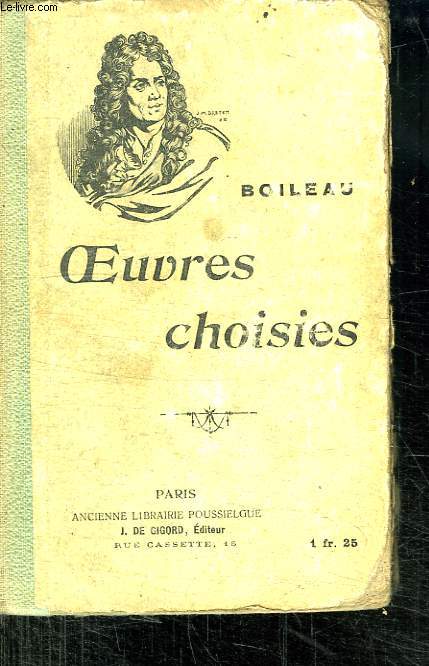 Le-livre.com
BOILEAU
Œuvres
choisies
PARIS
ANCIENNE LIBRAIRIE POUSSIELGUE
J. DE GIGORD, Éditeur
RUE CASSETTE, 15
1 fr. 25